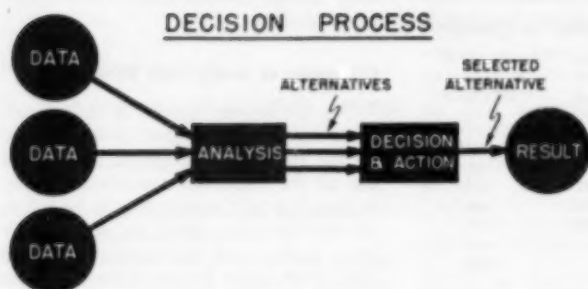 DECISION PROCESS
DATA
DATA
DATA
ANALYSIS
ALTERNATIVES
DECISION
& ACTION
SELECTED
ALTERNATIVE
RESULT